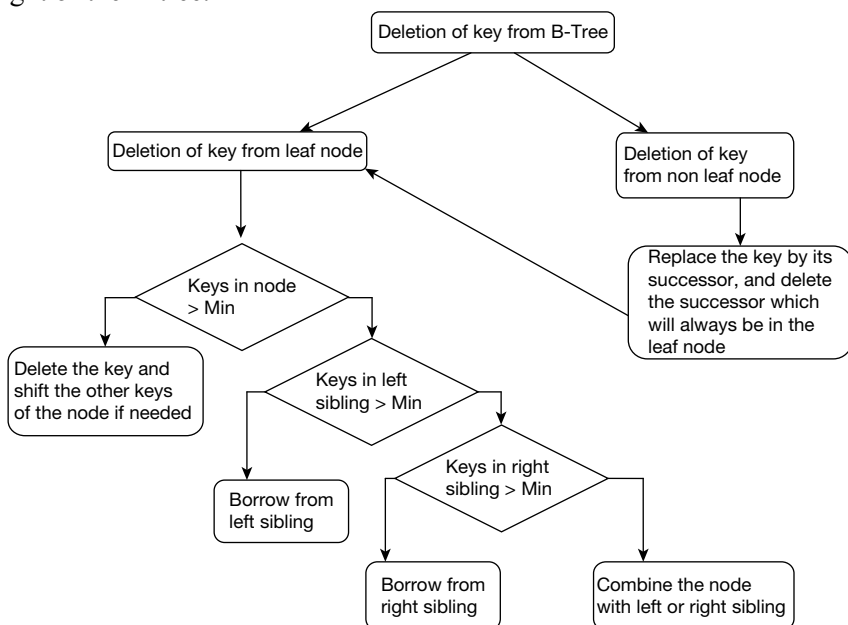 Deletion of key from B-Tree
Deletion of key from leaf node
Deletion of key
from non leaf node
Replace the key by its
successor, and delete
the successor which
will always be in the
leaf node
Keys in node
> Min
Delete the key and
shift the other keys
of the node if needed
Keys in left
sibling > Min
Borrow from
left sibling
Keys in right
sibling > Min
Borrow from
right sibling
Combine the node
with left or right sibling